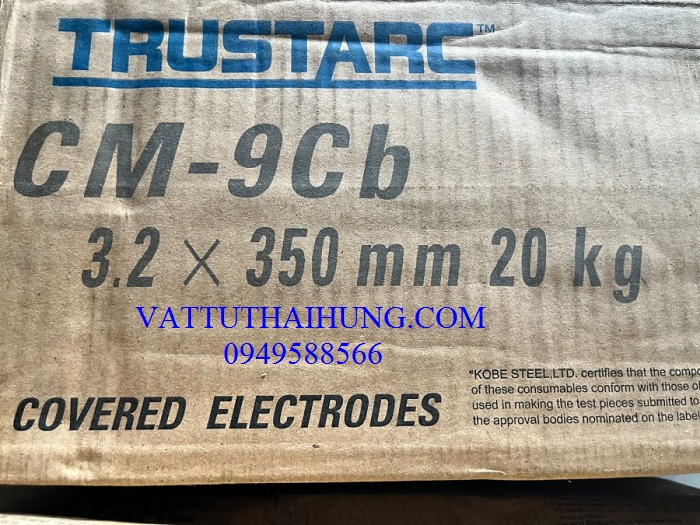 TRUSTARC™
CM-9Cb
3.2 × 350 mm 20 kg
VATTUTHAIHUNG.COM
0949588566
"KOBE STEEL,LTD. certifies that the
of these consumables conform with those of
used in making the test pieces submitted to
the approval bodies nominated on the label
COVERED ELECTRODES